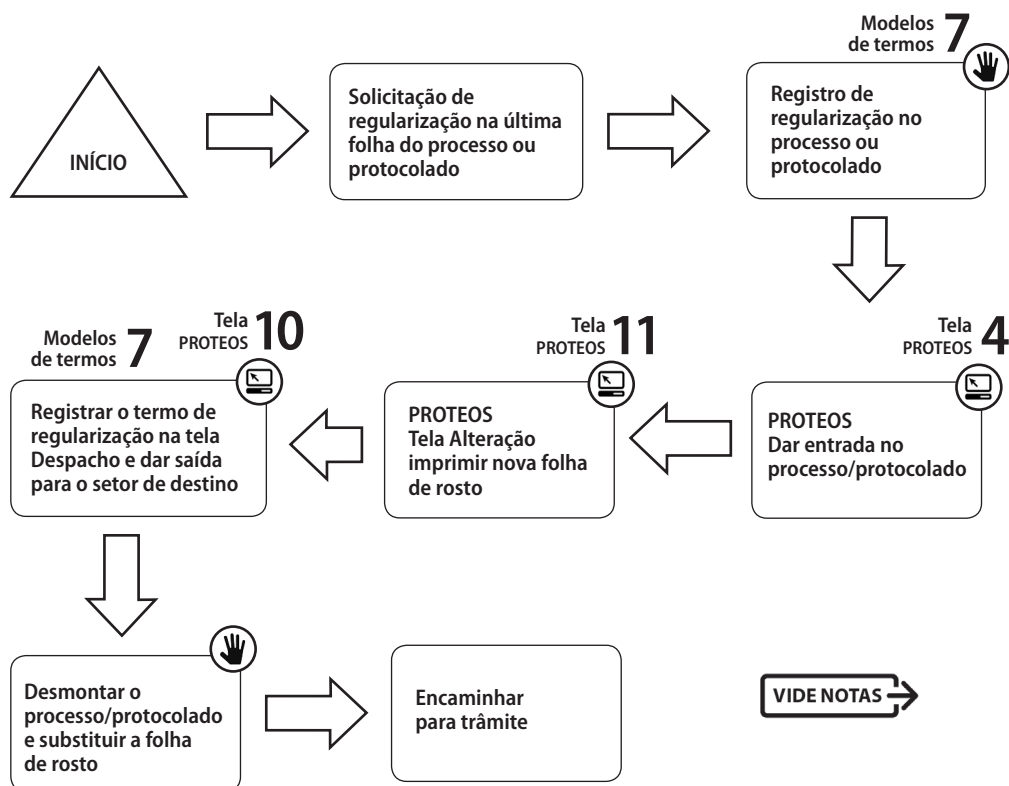 INÍCIO
Solicitação de
regularização na última
folha do processo ou
protocolado
Modelos
de termos 7
Registro de
regularização no
processo ou
protocolado
Tela
PROTEOS 4
PROTEOS
Dar entrada no
processo/protocolado
Tela
PROTEOS 11
PROTEOS
Tela Alteração
imprimir nova folha
de rosto
Modelos
de termos 7
Tela
PROTEOS 10
Registrar o termo de
regularização na tela
Despacho e dar saída
para o setor de destino
Desmontar o
processo/protocolado
e substituir a folha
de rosto
Encaminhar
para trâmite
VIDE NOTAS